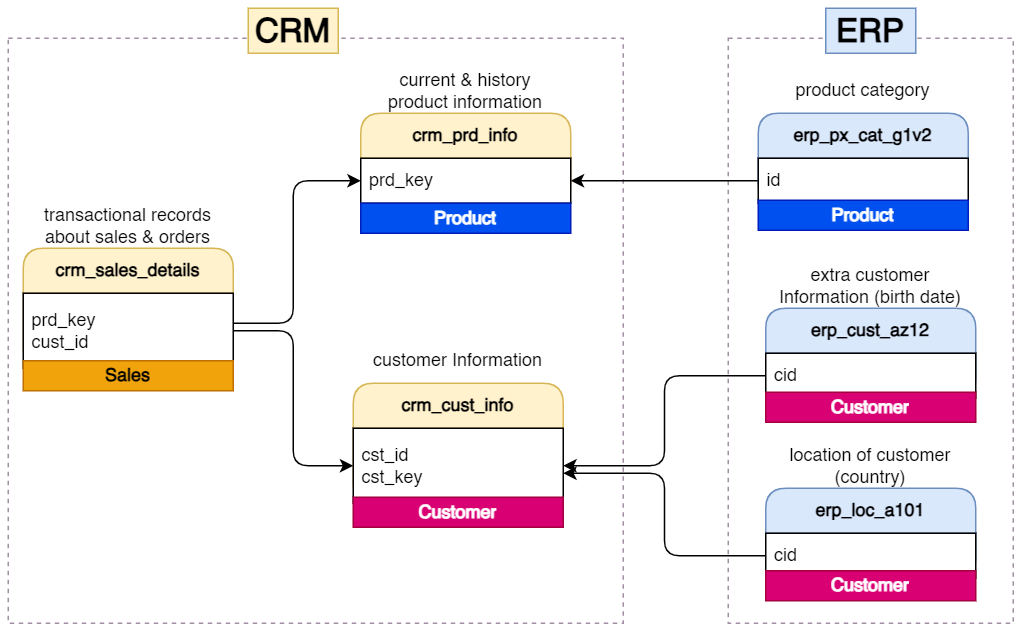 CRM
ERP
current & history
product information
crm_prd_info
prd_key
Product
product category
erp_px_cat_g1v2
id
Product
transactional records
about sales & orders
crm_sales_details
prd_key
cust_id
Sales
customer Information
crm_cust_info
cst_id
cst_key
Customer
extra customer
Information (birth date)
erp_cust_az12
cid
Customer
location of customer
(country)
erp_loc_a101
cid
Customer